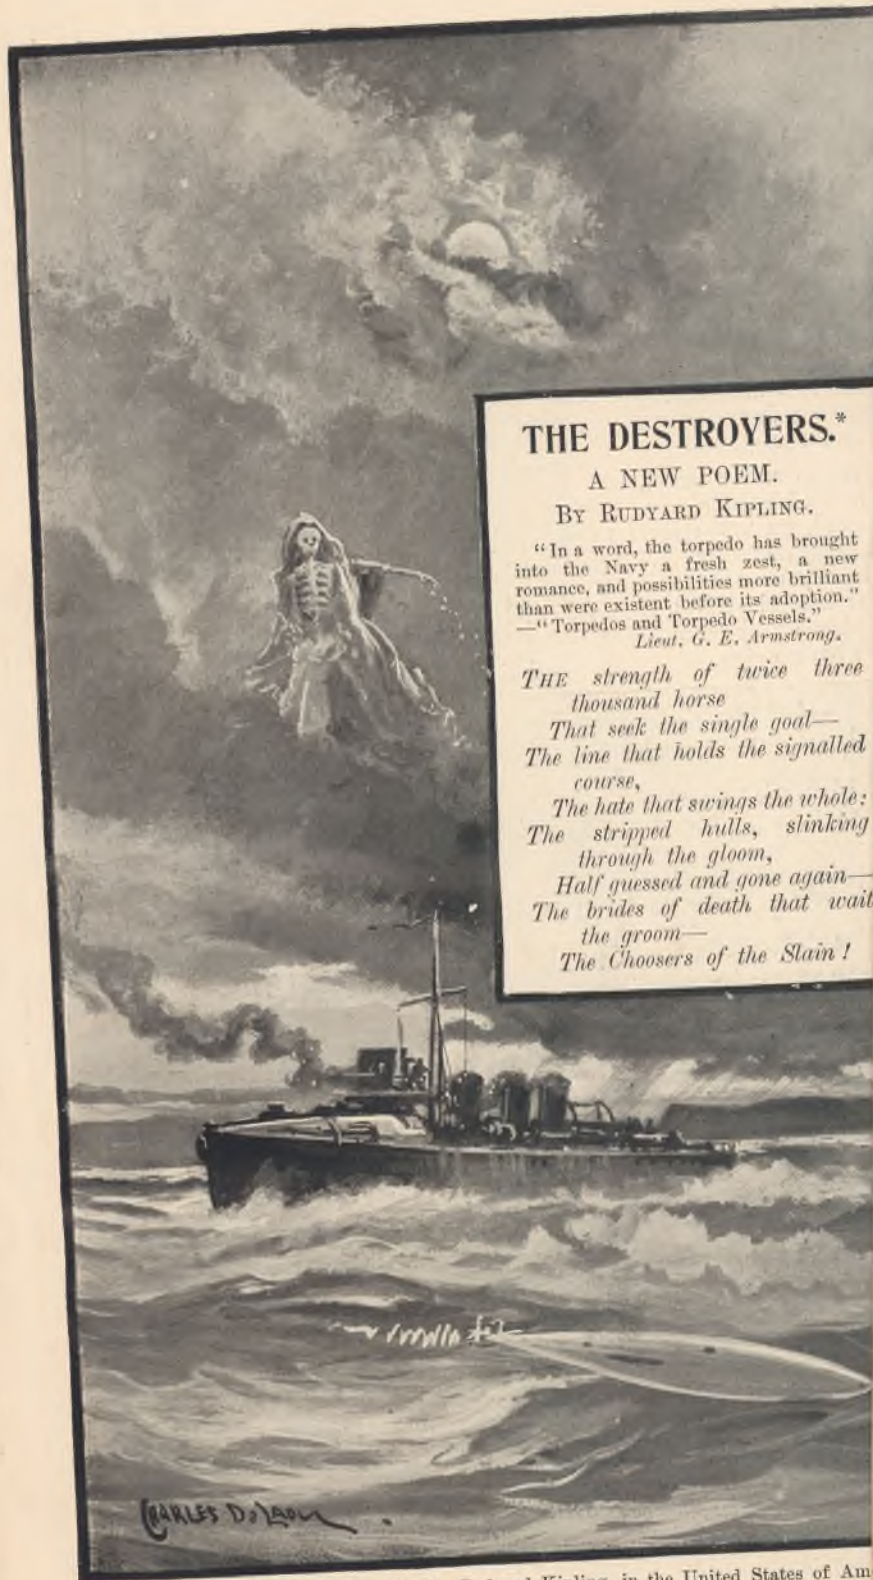 THE DESTROYERS.*
A NEW POEM.
BY RUDYARD KIPLING.
"In a word, the torpedo has brought
into the Navy a fresh zest, a new
romance, and possibilities more brilliant
than were existent before its adoption."
—"Torpedos and Torpedo Vessels."
Lieut. G. E. Armstrong.
THE strength of twice three
thousand horse
That seek the single goal—
The line that holds the signalled
course,
The hate that swings the whole:
The stripped hulls, slinking
through the gloom,
Half guessed and gone again—
The brides of death that wait
the groom—
The Choosers of the Slain!
CHARLES
Kipling, in the United States of